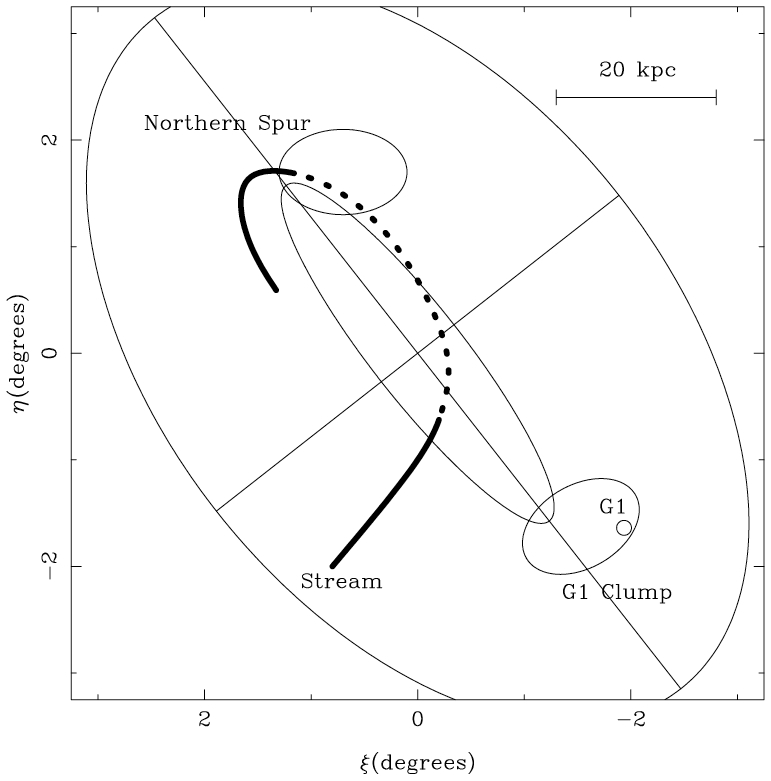 20 kpc
Northern Spur
2
0
−2
η(degrees)
G1
Stream
G1 Clump
2
0
−2
ξ(degrees)